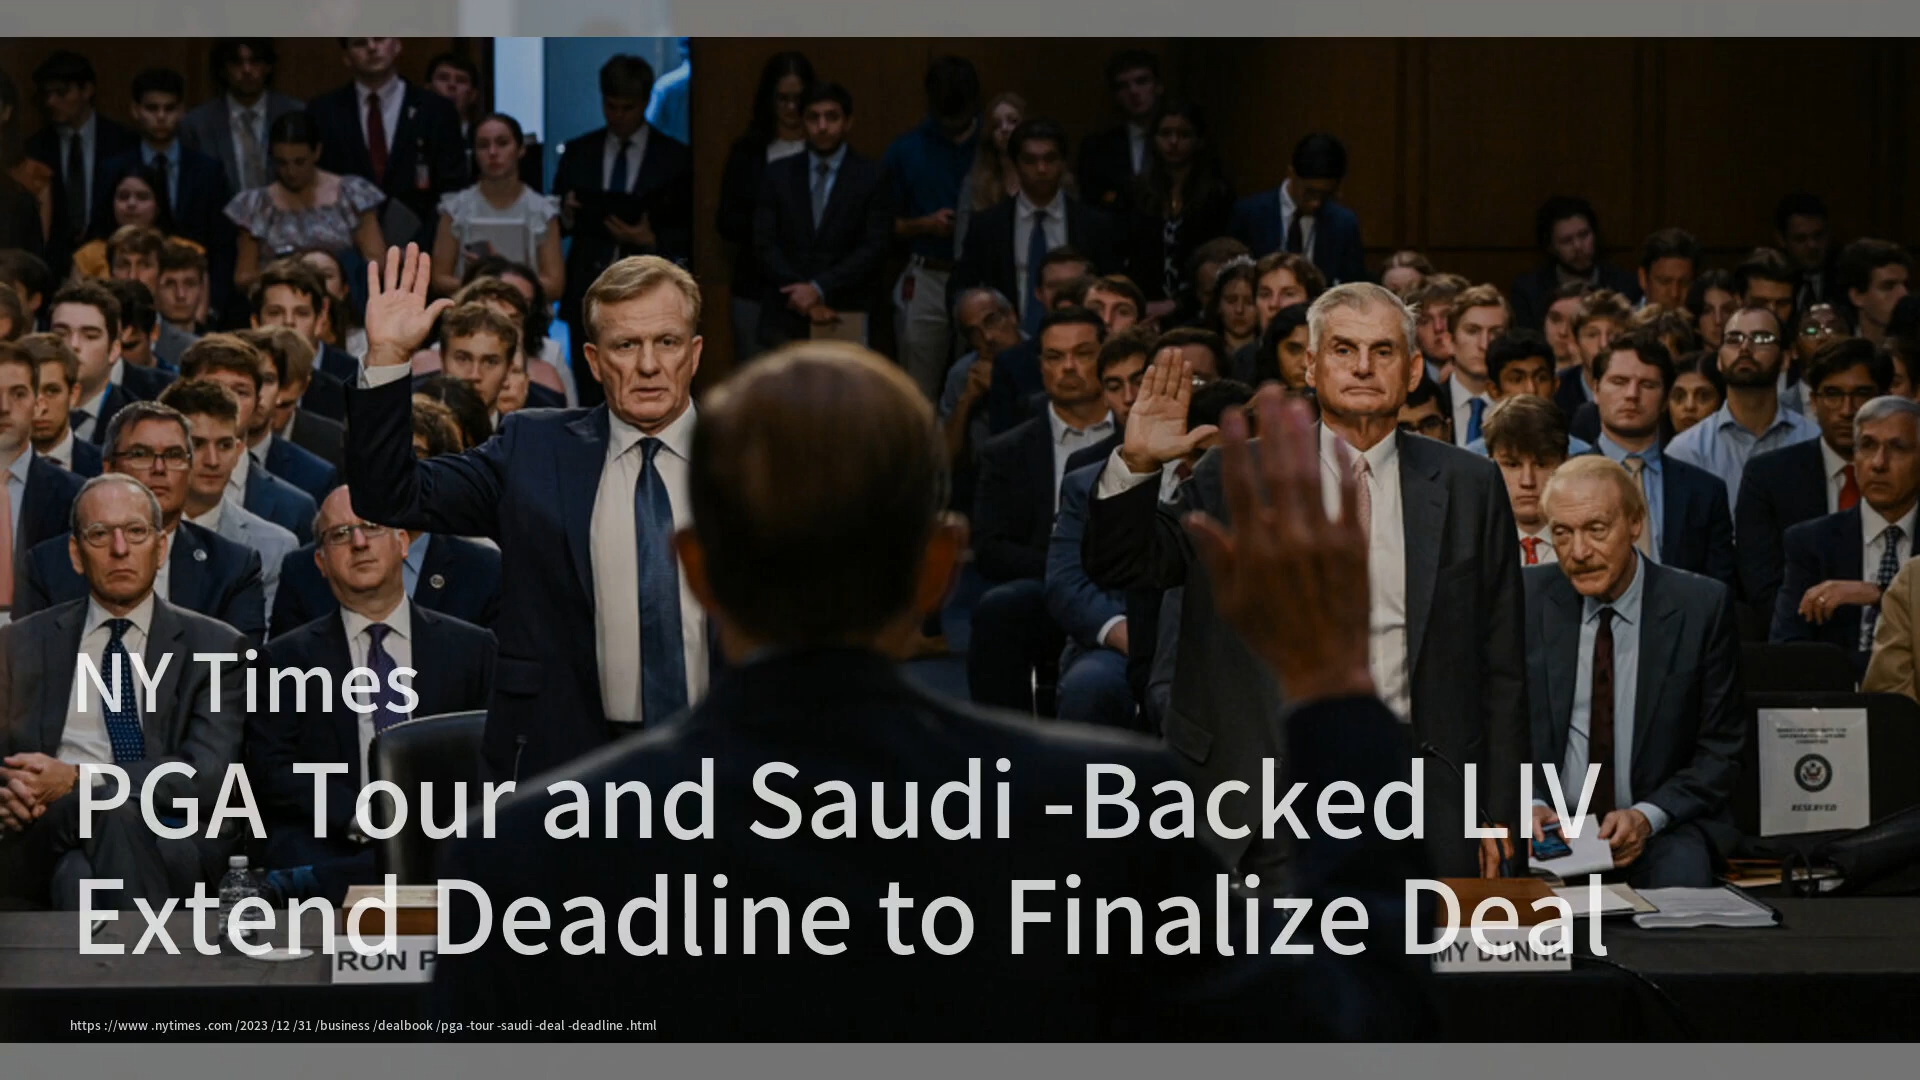 NY Times
PGA Tour and Saudi -Backed LIV
Extend Deadline to Finalize Deal
RON P
MY DUNNE
RESERVED
https ://www .nytimes .com /2023 /12 /31 /business /dealbook /pga -tour -saudi -deal -deadline .html